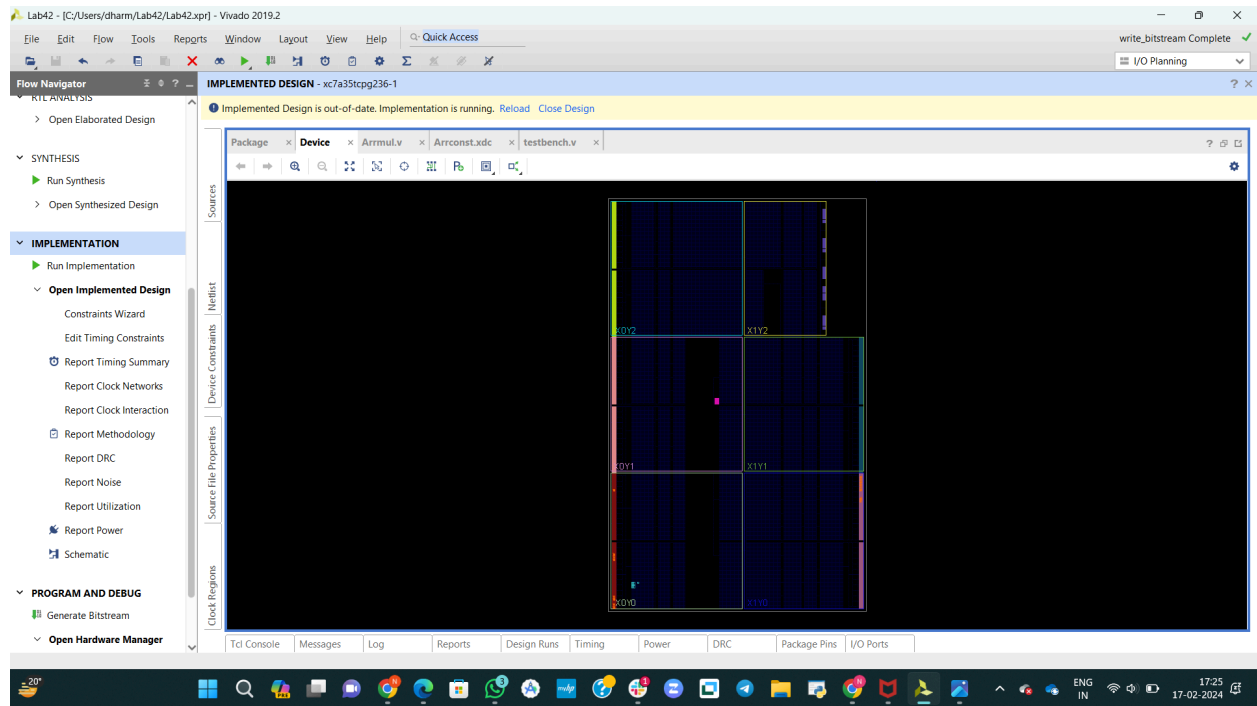 Lab42 - [C:/Users/dharm/Lab42/Lab42.xpr] - Vivado 2019.2
File Edit Flow Tools Reports Window Layout View Help Quick Access
write_bitstream Complete
I/O Planning
Flow Navigator
IMPLEMENTED DESIGN - xc7a35tcpg236-1
Implemented Design is out-of-date. Implementation is running. Reload Close Design
RTL ANALYSIS
Open Elaborated Design
SYNTHESIS
Run Synthesis
Open Synthesized Design
IMPLEMENTATION
Run Implementation
Open Implemented Design
Constraints Wizard
Edit Timing Constraints
Report Timing Summary
Report Clock Networks
Report Clock Interaction
Report Methodology
Report DRC
Report Noise
Report Utilization
Report Power
Schematic
PROGRAM AND DEBUG
Generate Bitstream
Open Hardware Manager
Sources
Netlist
Device Constraints
Source File Properties
Clock Regions
Package Device Arrmul.v Arrconst.xdc testbench.v
X0Y2 X1Y2
X0Y1 X1Y1
X0Y0 X1Y0
Tcl Console Messages Log Reports Design Runs Timing Power DRC Package Pins I/O Ports
20°
ENG
IN
17:25
17-02-2024